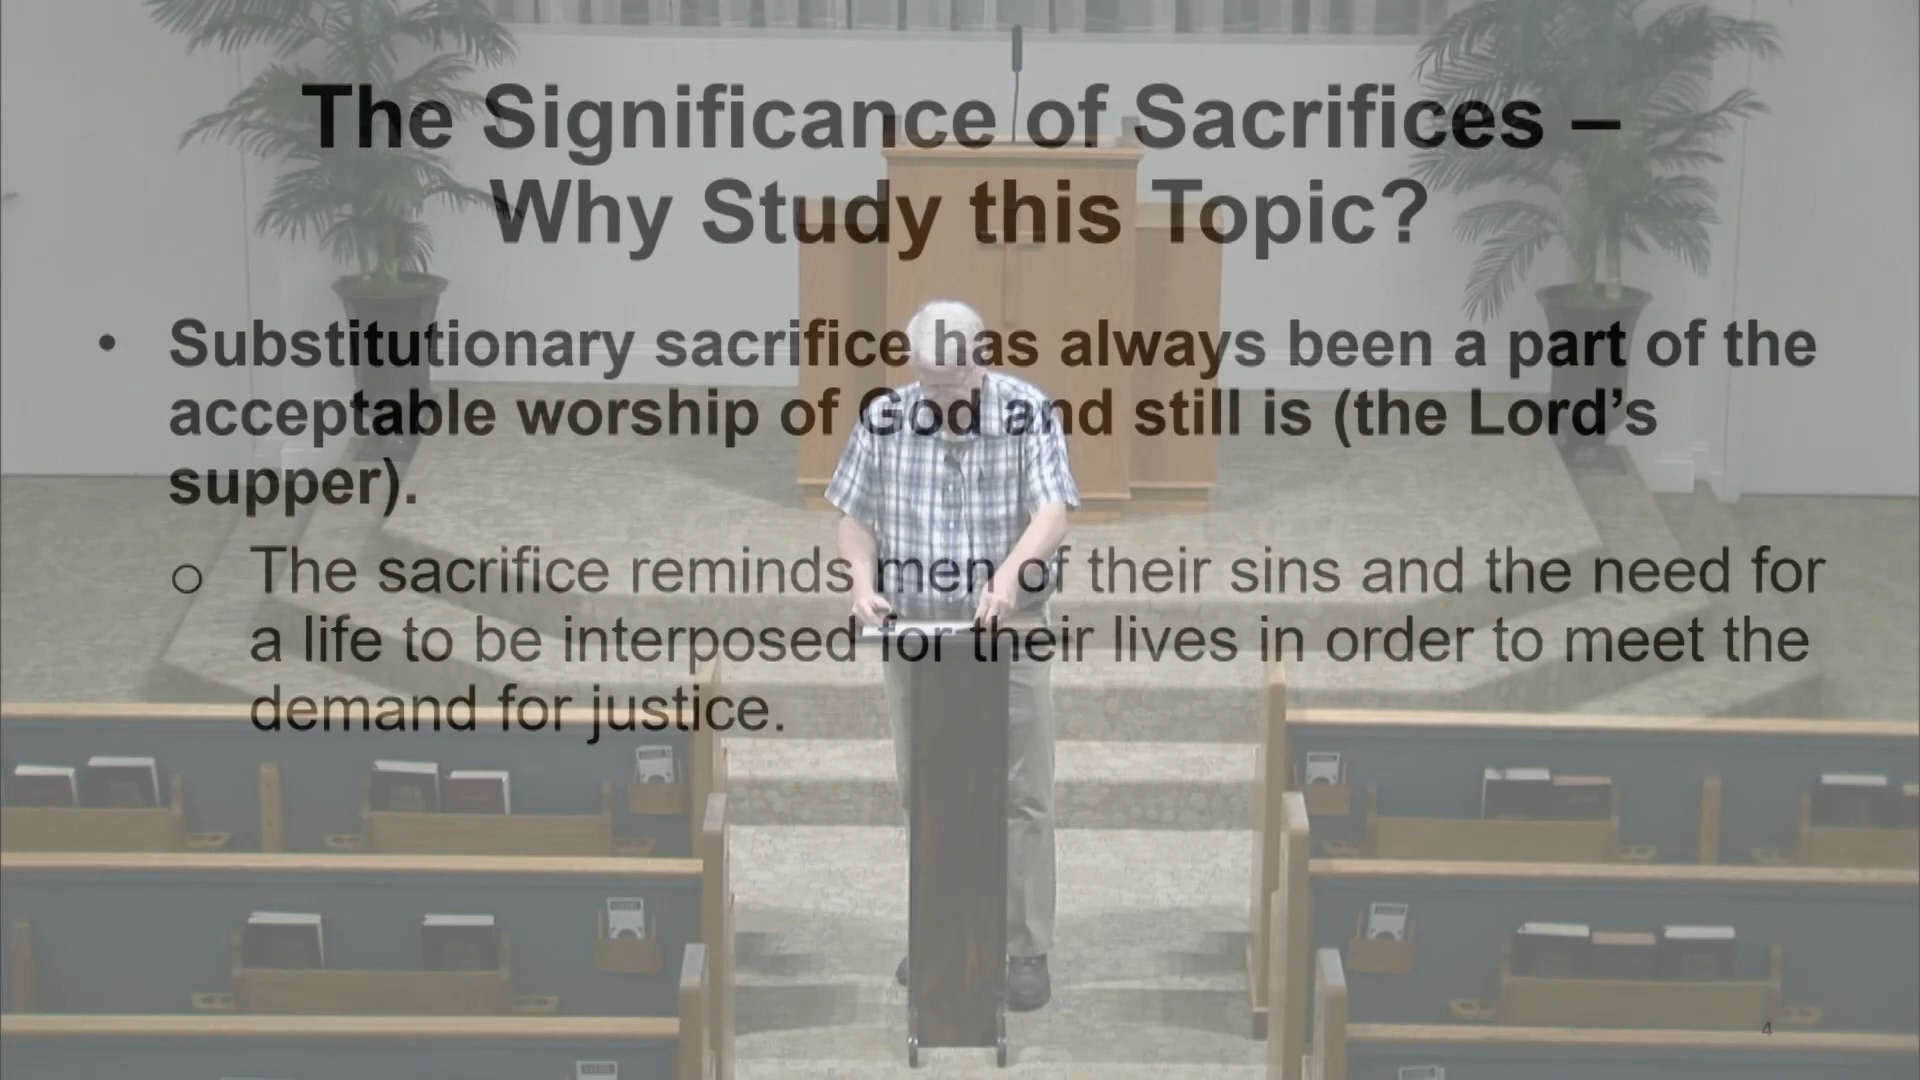 The Significance of Sacrifices –
Why Study this Topic?
• Substitutionary sacrifice has always been a part of the
acceptable worship of God and still is (the Lord’s
supper).
o The sacrifice reminds men of their sins and the need for
a life to be interposed for their lives in order to meet the
demand for justice.
4